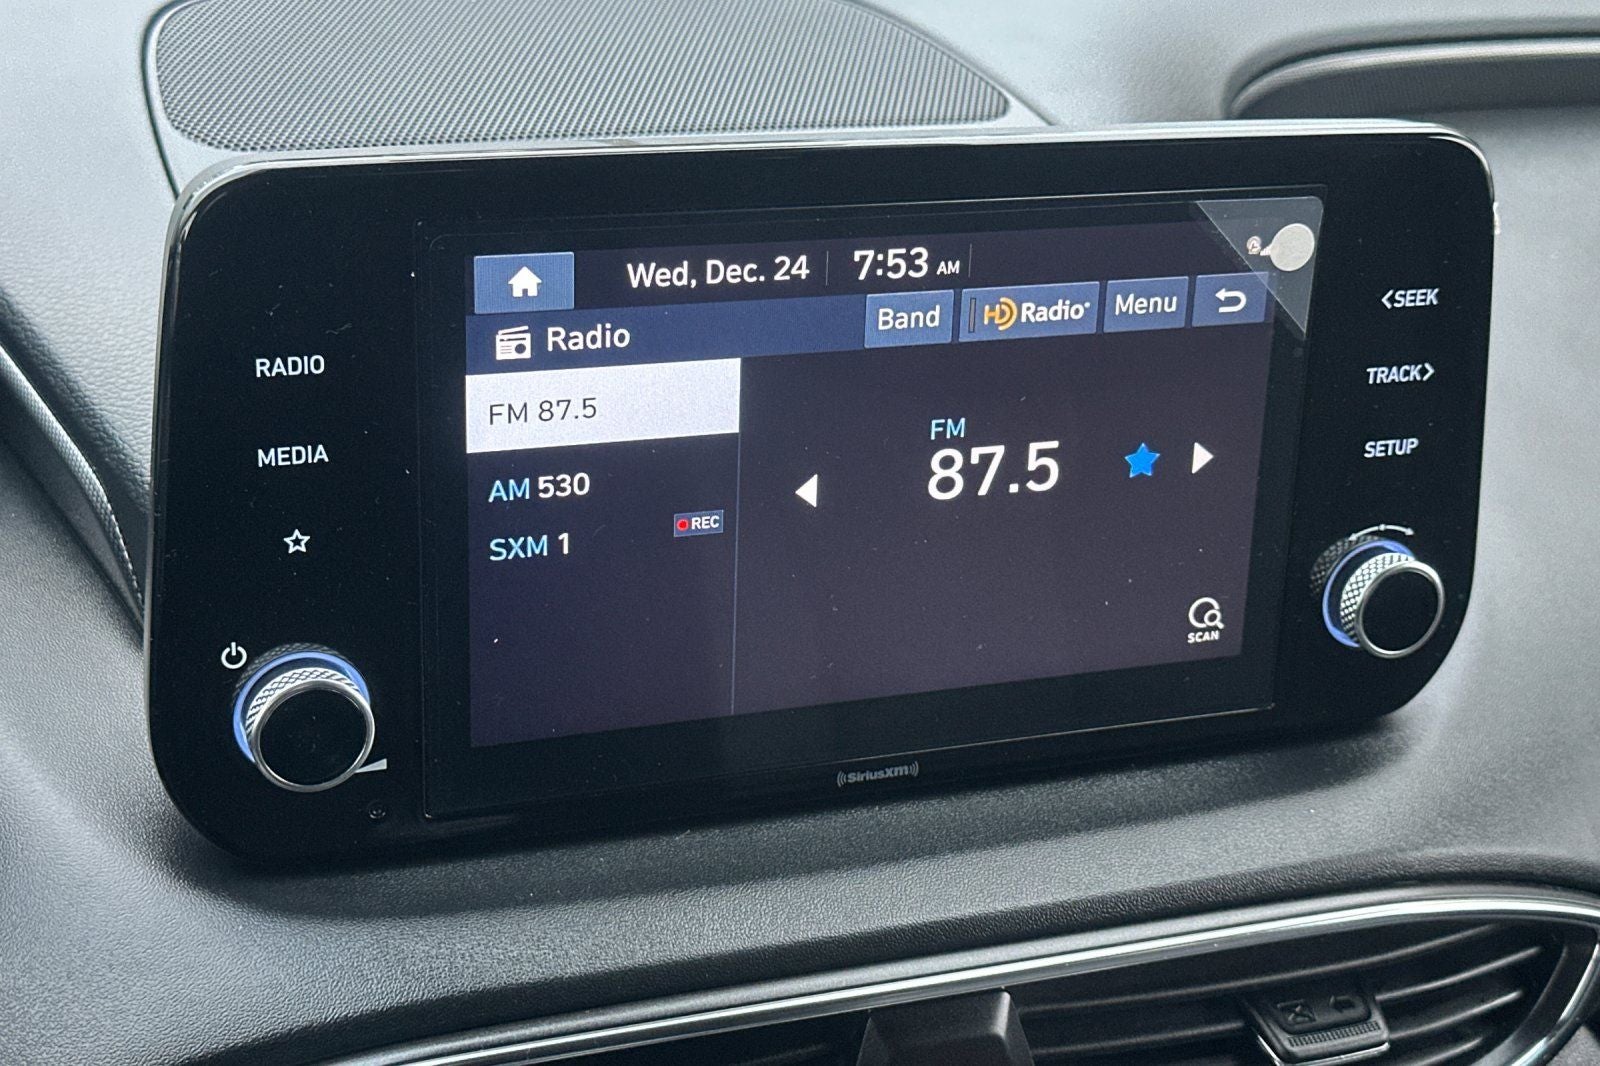 Wed, Dec. 24
7:53 AM
Radio
Band
HD Radio
Menu
FM 87.5
AM 530
SXM 1
REC
FM
87.5
SCAN
RADIO
MEDIA
SEEK
TRACK
SETUP
SiriusXM